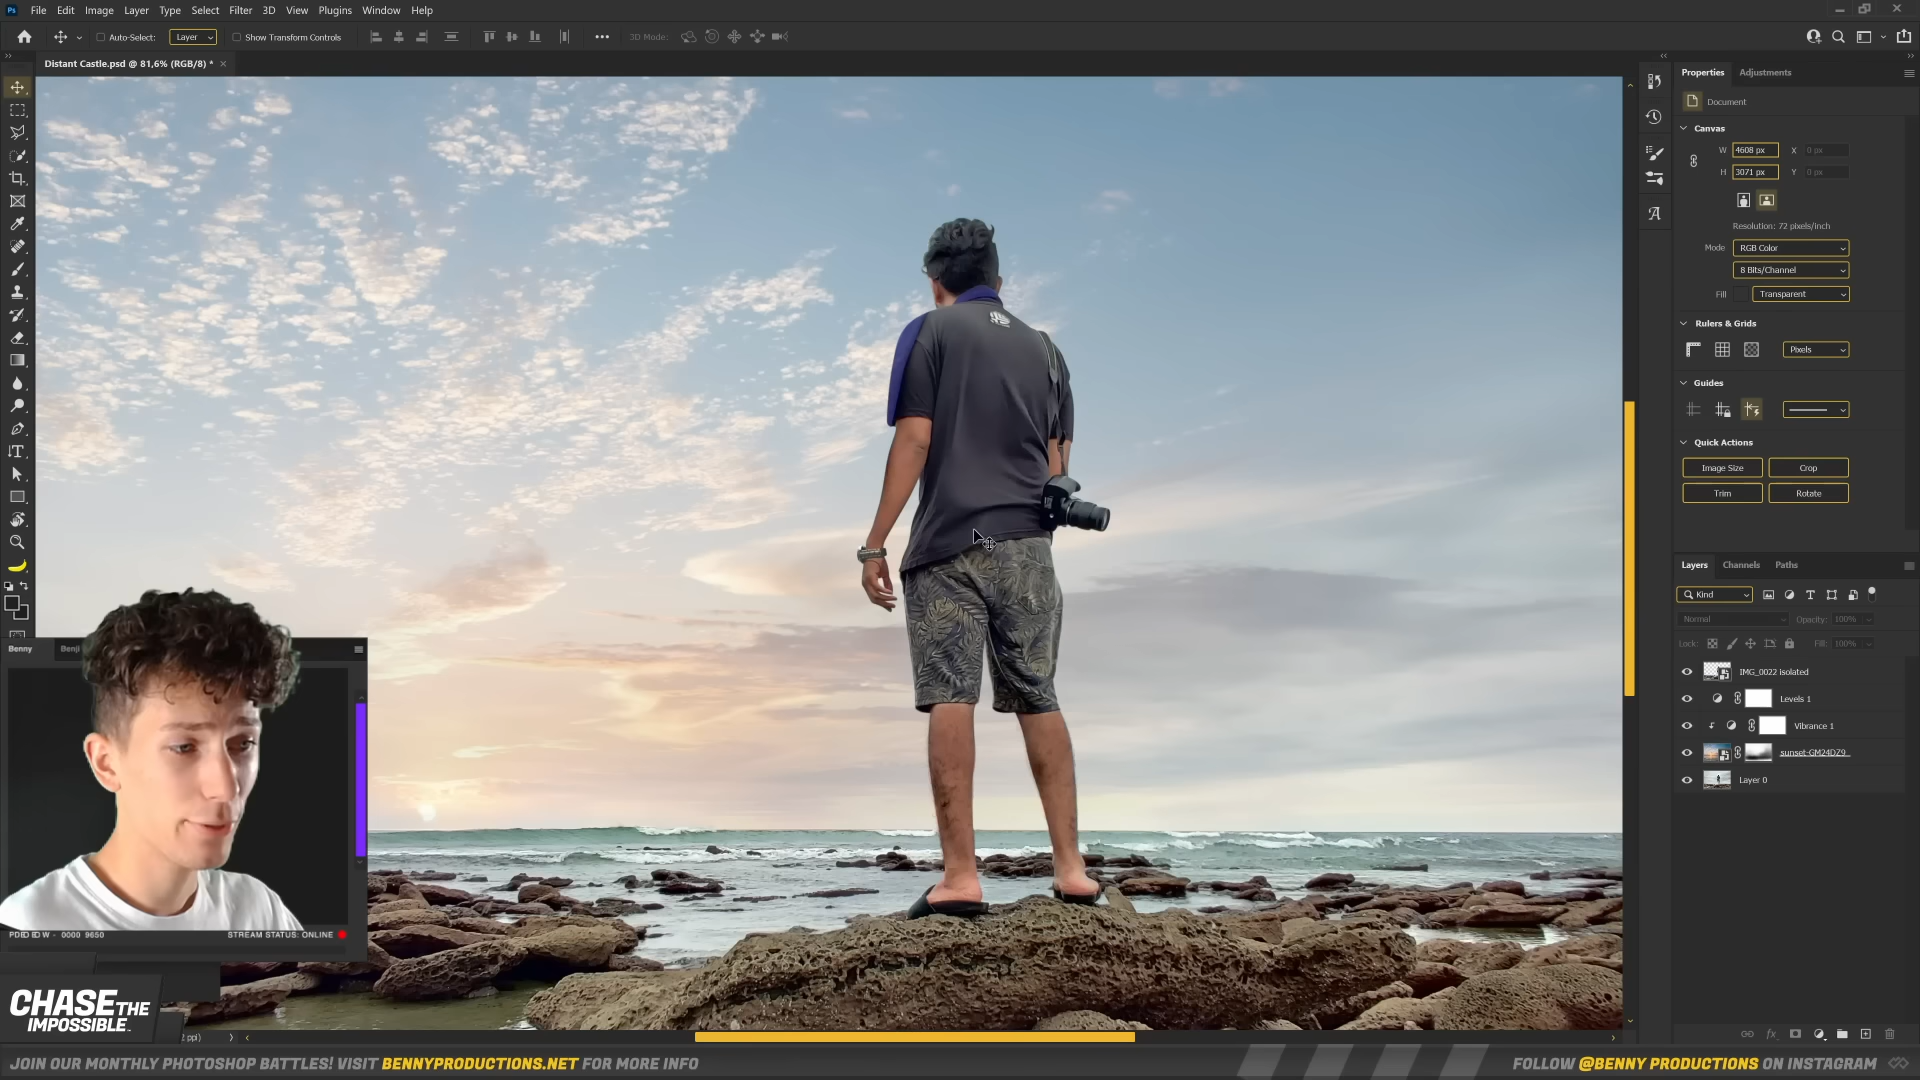 Ps File Edit Image Layer Type Select Filter 3D View Plugins Window Help
Auto-Select: Layer Show Transform Controls 3D Mode:
Distant Castle.psd @ 81,6% (RGB/8) *
Properties Adjustments
Document
Canvas
W 4608 px X 0 px
H 3071 px Y 0 px
Resolution: 72 pixels/inch
Mode RGB Color
8 Bits/Channel
Fill Transparent
Rulers & Grids
Pixels
Guides
Quick Actions
Image Size Crop
Trim Rotate
Layers Channels Paths
Kind
Normal Opacity: 100%
Lock: Fill: 100%
IMG_0022 isolated
Levels 1
Vibrance 1
sunset-GM24DZ9_
Layer 0
Benny Benji
0000 9650 STREAM STATUS: ONLINE
CHASE THE
IMPOSSIBLE™
ppi)
JOIN OUR MONTHLY PHOTOSHOP BATTLES! VISIT BENNYPRODUCTIONS.NET FOR MORE INFO
FOLLOW @BENNY PRODUCTIONS ON INSTAGRAM